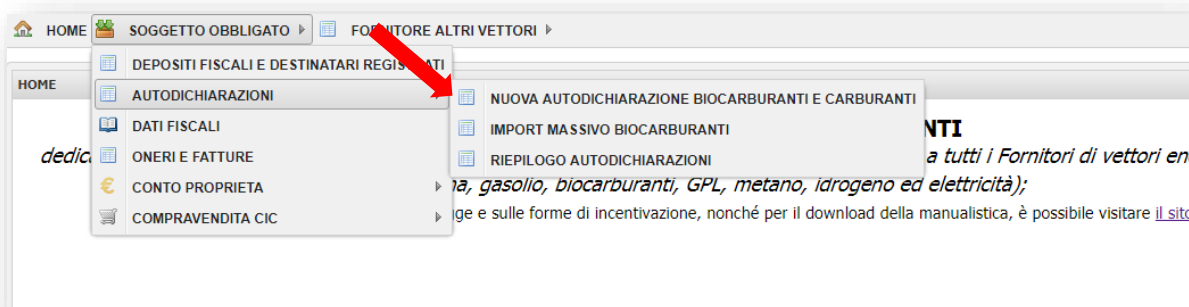 HOME SOGGETTO OBBLIGATO FORNITORE ALTRI VETTORI
DEPOSITI FISCALI E DESTINATARI REGISTRATI
HOME
AUTODICHIARAZIONI
NUOVA AUTODICHIARAZIONE BIOCARBURANTI E CARBURANTI
DATI FISCALI
IMPORT MASSIVO BIOCARBURANTI
NTI
ONERI E FATTURE
RIEPILOGO AUTODICHIARAZIONI
dedic a tutti i Fornitori di vettori en
CONTO PROPRIETA
na, gasolio, biocarburanti, GPL, metano, idrogeno ed elettricità);
COMPRAVENDITA CIC
ge e sulle forme di incentivazione, nonché per il download della manualistica, è possibile visitare il sito